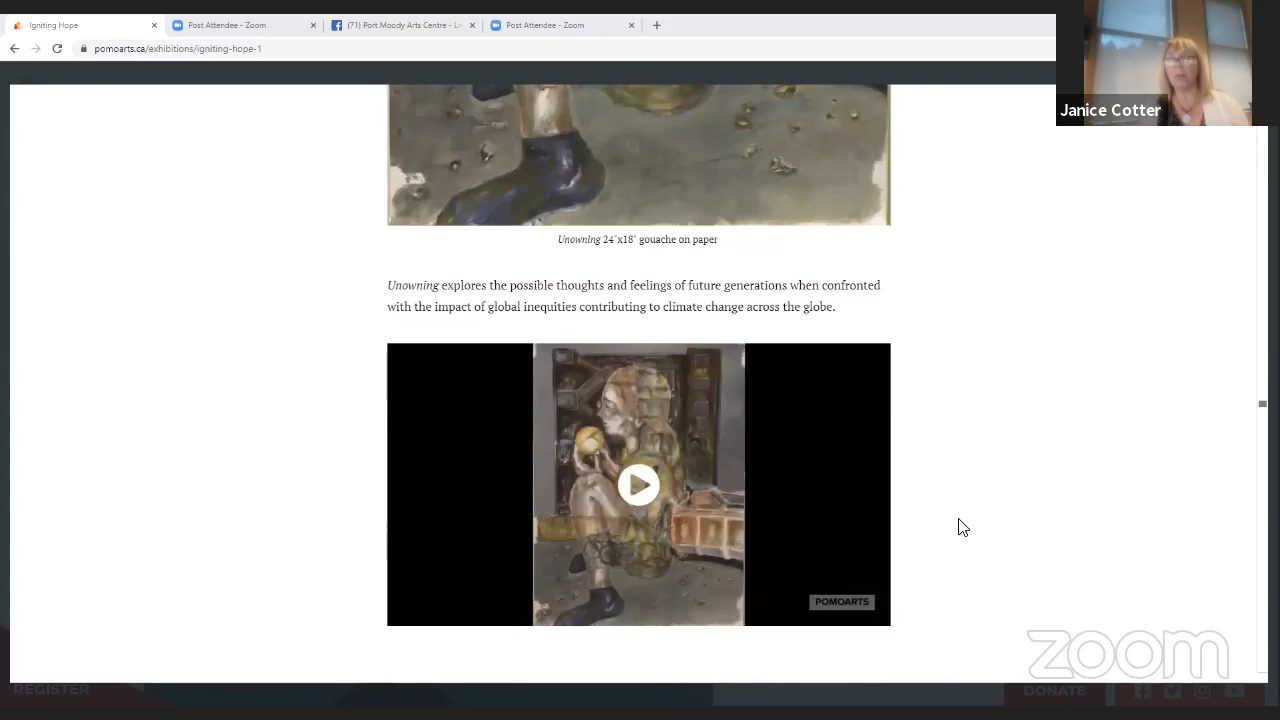 Igniting Hope
Post Attendee - Zoom
(71) Port Moody Arts Centre - Li
Post Attendee - Zoom
pomoarts.ca/exhibitions/igniting-hope-1
Janice Cotter
Unowning 24"x18" gouache on paper
Unowning explores the possible thoughts and feelings of future generations when confronted
with the impact of global inequities contributing to climate change across the globe.
POMOARTS
zoom
REGISTER
DONATE